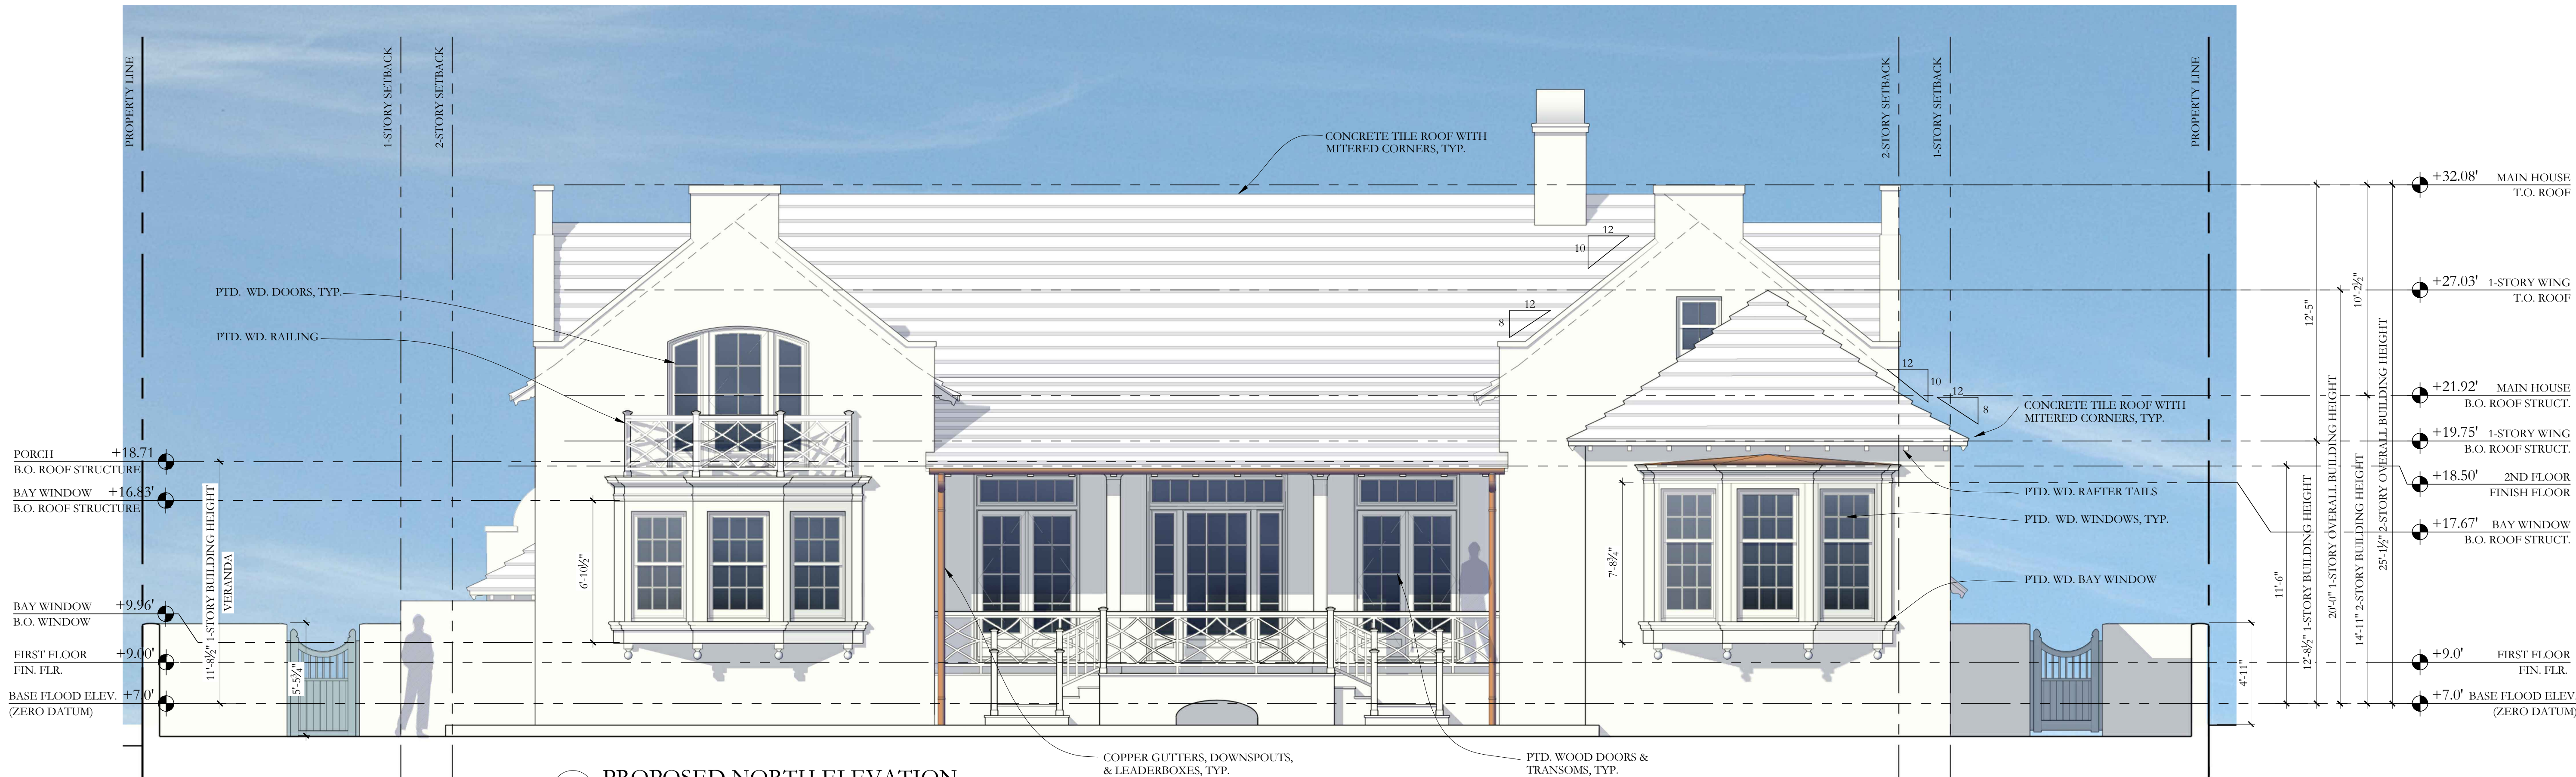 PROPERTY LINE
1-STORY SETBACK
2-STORY SETBACK
2-STORY SETBACK
1-STORY SETBACK
PROPERTY LINE
CONCRETE TILE ROOF WITH
MITERED CORNERS, TYP.
+32.08' MAIN HOUSE
T.O. ROOF
12
10
PTD. WD. DOORS, TYP.
+27.03' 1-STORY WING
T.O. ROOF
10'-2½"
12'-5"
12
8
PTD. WD. RAILING
12
10
12
8
+21.92' MAIN HOUSE
B.O. ROOF STRUCT.
CONCRETE TILE ROOF WITH
MITERED CORNERS, TYP.
+19.75' 1-STORY WING
B.O. ROOF STRUCT.
PORCH +18.71
B.O. ROOF STRUCTURE
BAY WINDOW +16.83'
B.O. ROOF STRUCTURE
+18.50' 2ND FLOOR
FINISH FLOOR
PTD. WD. RAFTER TAILS
PTD. WD. WINDOWS, TYP.
+17.67' BAY WINDOW
B.O. ROOF STRUCT.
11'-8½" 1-STORY BUILDING HEIGHT
VERANDA
6'-10½"
7'-8¾"
PTD. WD. BAY WINDOW
11'-6"
12'-8½" 1-STORY BUILDING HEIGHT
20'-0" 1-STORY OVERALL BUILDING HEIGHT
14'-11" 2-STORY BUILDING HEIGHT
25'-1½" 2-STORY OVERALL BUILDING HEIGHT
BAY WINDOW +9.96'
B.O. WINDOW
FIRST FLOOR +9.00'
FIN. FLR.
5'-5¾"
4'-11"
+9.0' FIRST FLOOR
FIN. FLR.
BASE FLOOD ELEV. +7.0'
(ZERO DATUM)
+7.0' BASE FLOOD ELEV.
(ZERO DATUM)
COPPER GUTTERS, DOWNSPOUTS,
& LEADERBOXES, TYP.
PTD. WOOD DOORS &
TRANSOMS, TYP.
PROPOSED NORTH ELEVATION